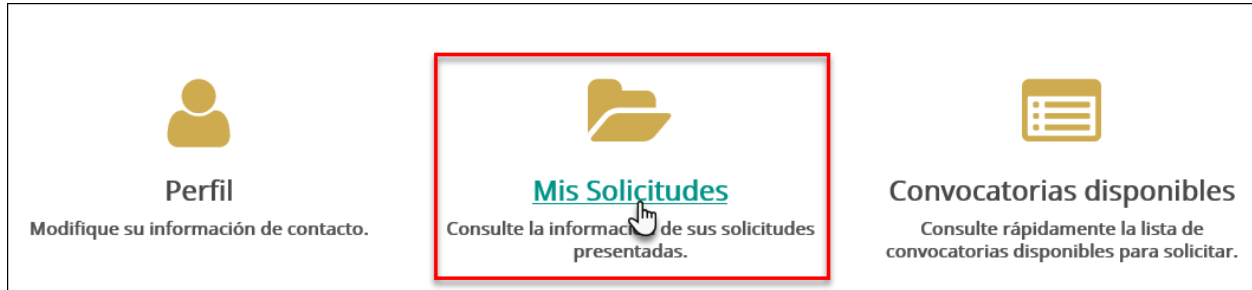 Perfil
Modifique su información de contacto.
Mis Solicitudes
Consulte la información de sus solicitudes
presentadas.
Convocatorias disponibles
Consulte rápidamente la lista de
convocatorias disponibles para solicitar.